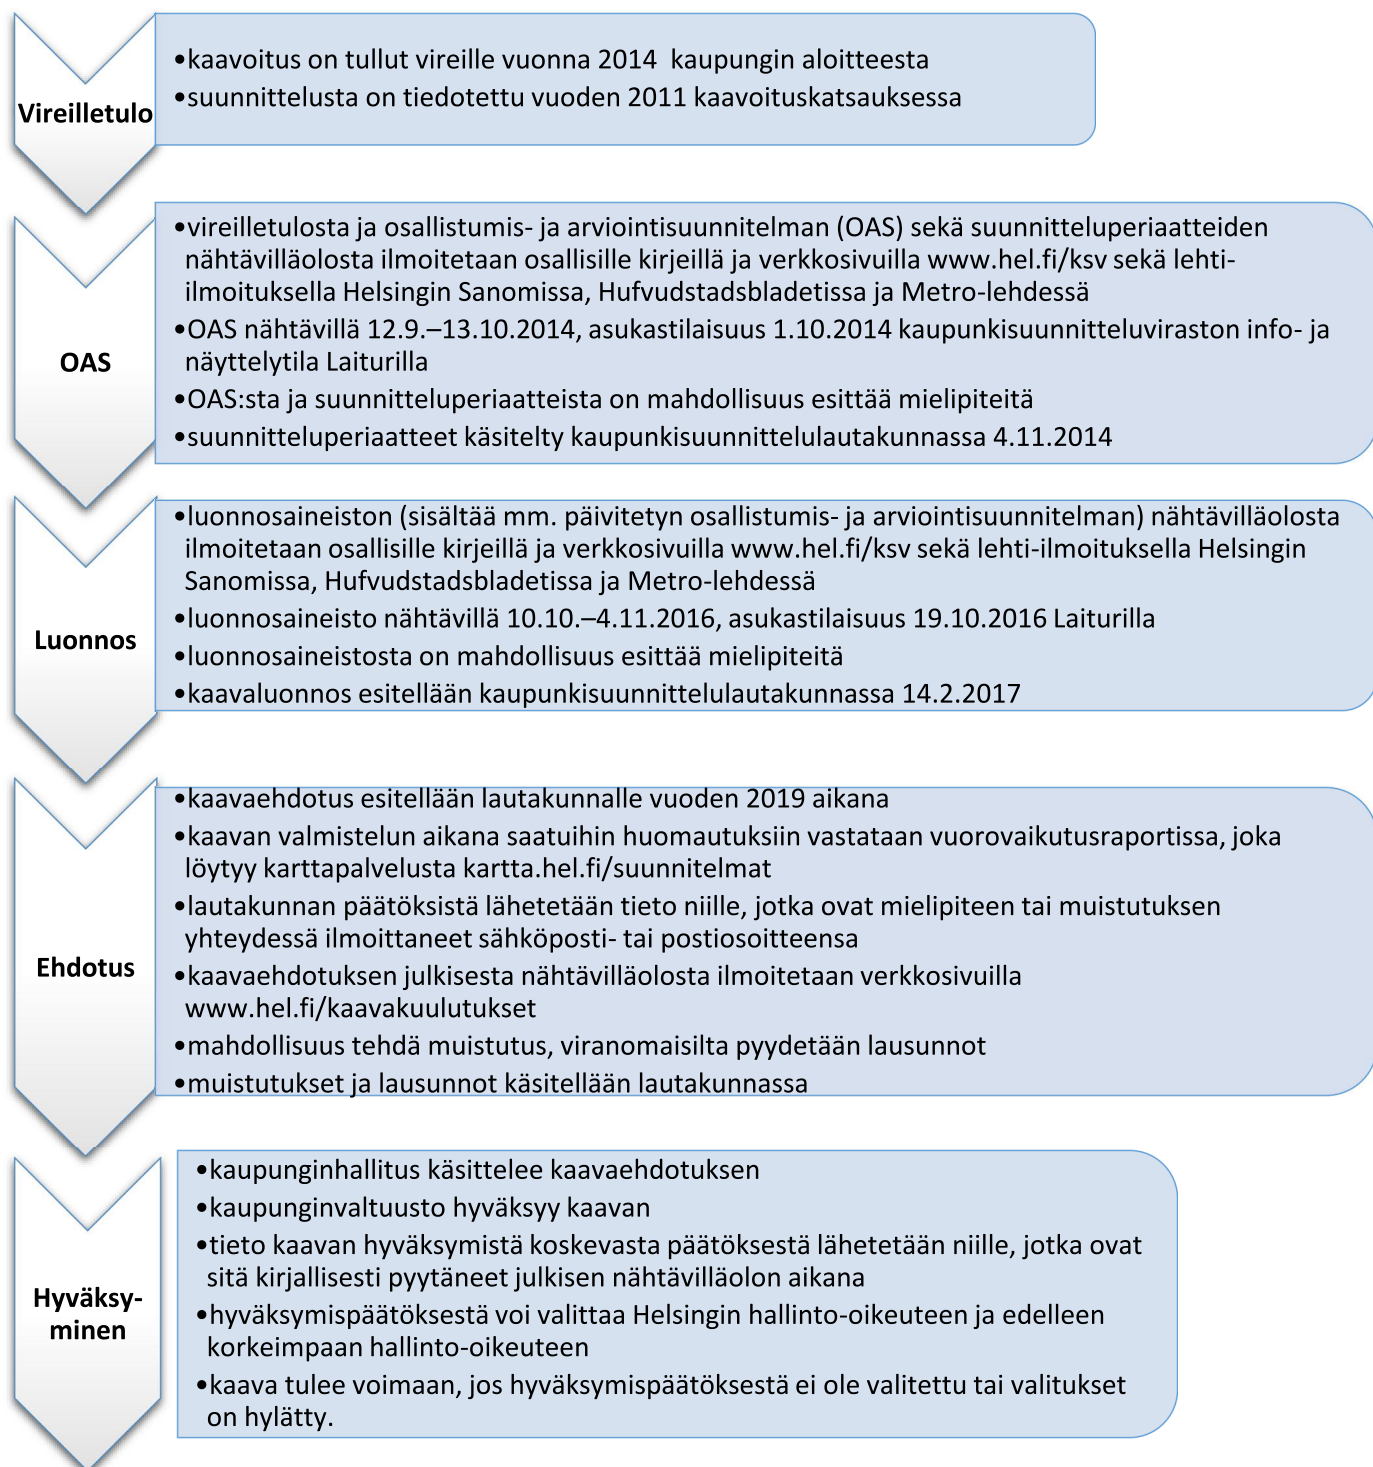 Vireilletulo
•kaavoitus on tullut vireille vuonna 2014  kaupungin aloitteesta
•suunnittelusta on tiedotettu vuoden 2011 kaavoituskatsauksessa
OAS
•vireilletulosta ja osallistumis- ja arviointisuunnitelman (OAS) sekä suunnitteluperiaatteiden
nähtävilläolosta ilmoitetaan osallisille kirjeillä ja verkkosivuilla www.hel.fi/ksv sekä lehti-
ilmoituksella Helsingin Sanomissa, Hufvudstadsbladetissa ja Metro-lehdessä
•OAS nähtävillä 12.9.–13.10.2014, asukastilaisuus 1.10.2014 kaupunkisuunnitteluviraston info- ja
näyttelytila Laiturilla
•OAS:sta ja suunnitteluperiaatteista on mahdollisuus esittää mielipiteitä
•suunnitteluperiaatteet käsitelty kaupunkisuunnittelulautakunnassa 4.11.2014
Luonnos
•luonnosaineiston (sisältää mm. päivitetyn osallistumis- ja arviointisuunnitelman) nähtävilläolosta
ilmoitetaan osallisille kirjeillä ja verkkosivuilla www.hel.fi/ksv sekä lehti-ilmoituksella Helsingin
Sanomissa, Hufvudstadsbladetissa ja Metro-lehdessä
•luonnosaineisto nähtävillä 10.10.–4.11.2016, asukastilaisuus 19.10.2016 Laiturilla
•luonnosaineistosta on mahdollisuus esittää mielipiteitä
•kaavaluonnos esitellään kaupunkisuunnittelulautakunnassa 14.2.2017
Ehdotus
•kaavaehdotus esitellään lautakunnalle vuoden 2019 aikana
•kaavan valmistelun aikana saatuihin huomautuksiin vastataan vuorovaikutusraportissa, joka
löytyy karttapalvelusta kartta.hel.fi/suunnitelmat
•lautakunnan päätöksistä lähetetään tieto niille, jotka ovat mielipiteen tai muistutuksen
yhteydessä ilmoittaneet sähköposti- tai postiosoitteensa
•kaavaehdotuksen julkisesta nähtävilläolosta ilmoitetaan verkkosivuilla
www.hel.fi/kaavakuulutukset
•mahdollisuus tehdä muistutus, viranomaisilta pyydetään lausunnot
•muistutukset ja lausunnot käsitellään lautakunnassa
Hyväksy-
minen
•kaupunginhallitus käsittelee kaavaehdotuksen
•kaupunginvaltuusto hyväksyy kaavan
•tieto kaavan hyväksymistä koskevasta päätöksestä lähetetään niille, jotka ovat
sitä kirjallisesti pyytäneet julkisen nähtävilläolon aikana
•hyväksymispäätöksestä voi valittaa Helsingin hallinto-oikeuteen ja edelleen
korkeimpaan hallinto-oikeuteen
•kaava tulee voimaan, jos hyväksymispäätöksestä ei ole valitettu tai valitukset
on hylätty.